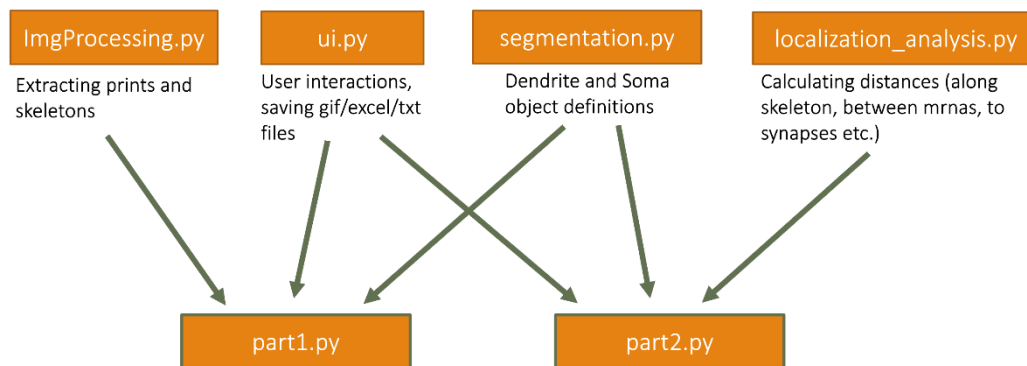 ImgProcessing.py
ui.py
segmentation.py
localization_analysis.py
Extracting prints and
skeletons
User interactions,
saving gif/excel/txt
files
Dendrite and Soma
object definitions
Calculating distances (along
skeleton, between mrnas, to
synapses etc.)
part1.py
part2.py